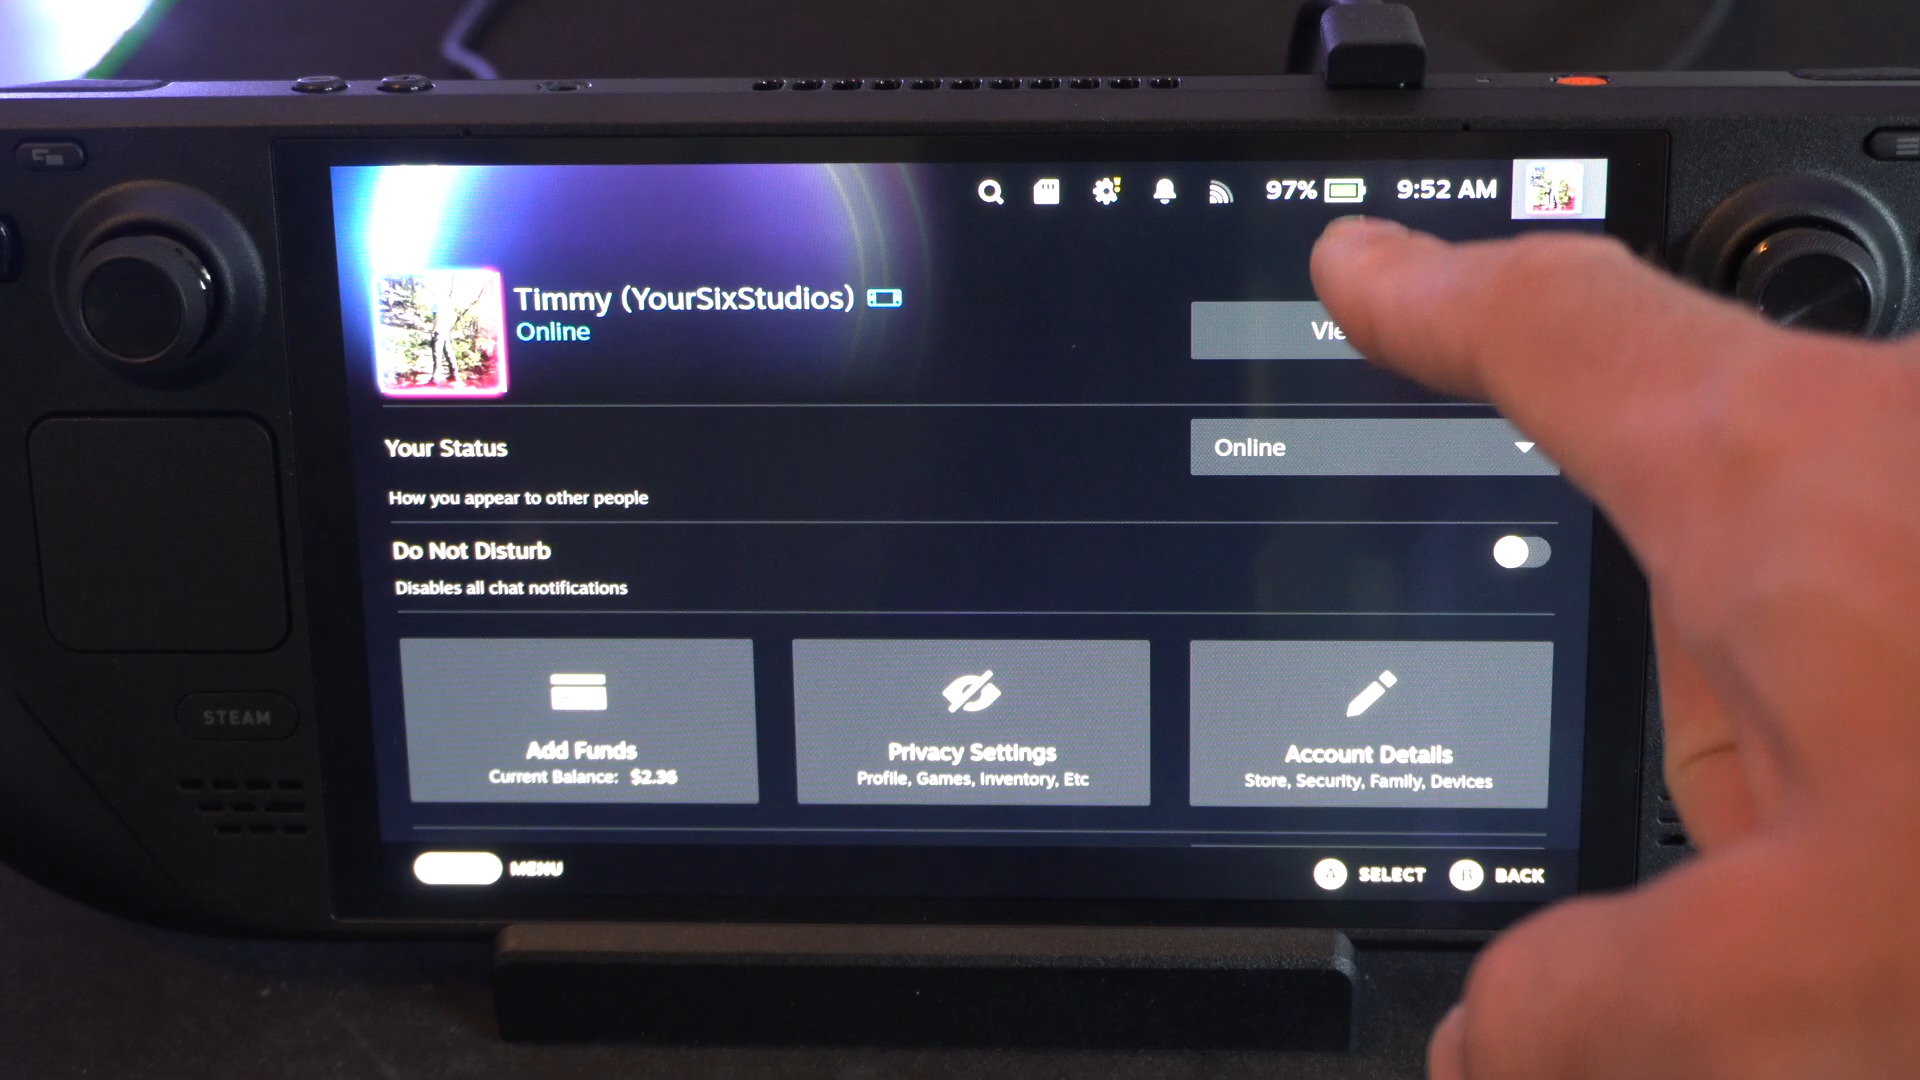 97% 9:52 AM
Timmy (YourSixStudios)
Online
Vie
Your Status
Online
How you appear to other people
Do Not Disturb
Disables all chat notifications
Add Funds
Current Balance: $2.36
Privacy Settings
Profile, Games, Inventory, Etc
Account Details
Store, Security, Family, Devices
STEAM
MENU
A SELECT B BACK